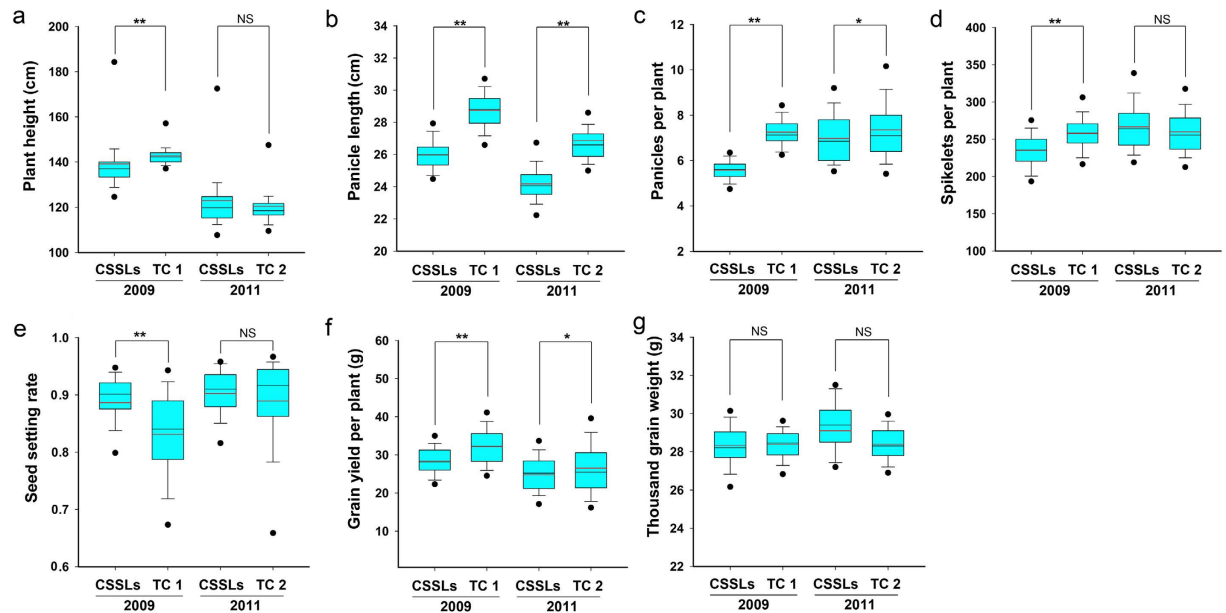 a
** NS
Plant height (cm)
200
180
160
140
120
100
CSSLs TC 1 CSSLs TC 2
2009 2011
b
** **
Panicle length (cm)
34
32
30
28
26
24
22
20
CSSLs TC 1 CSSLs TC 2
2009 2011
c
** *
Panicles per plant
12
10
8
6
4
2
CSSLs TC 1 CSSLs TC 2
2009 2011
d
** NS
Spikelets per plant
400
350
300
250
200
150
100
CSSLs TC 1 CSSLs TC 2
2009 2011
e
** NS
Seed setting rate
1.0
0.9
0.8
0.7
0.6
CSSLs TC 1 CSSLs TC 2
2009 2011
f
** *
Grain yield per plant (g)
60
50
40
30
20
10
CSSLs TC 1 CSSLs TC 2
2009 2011
g
NS NS
Thousand grain weight (g)
34
32
30
28
26
24
22
CSSLs TC 1 CSSLs TC 2
2009 2011